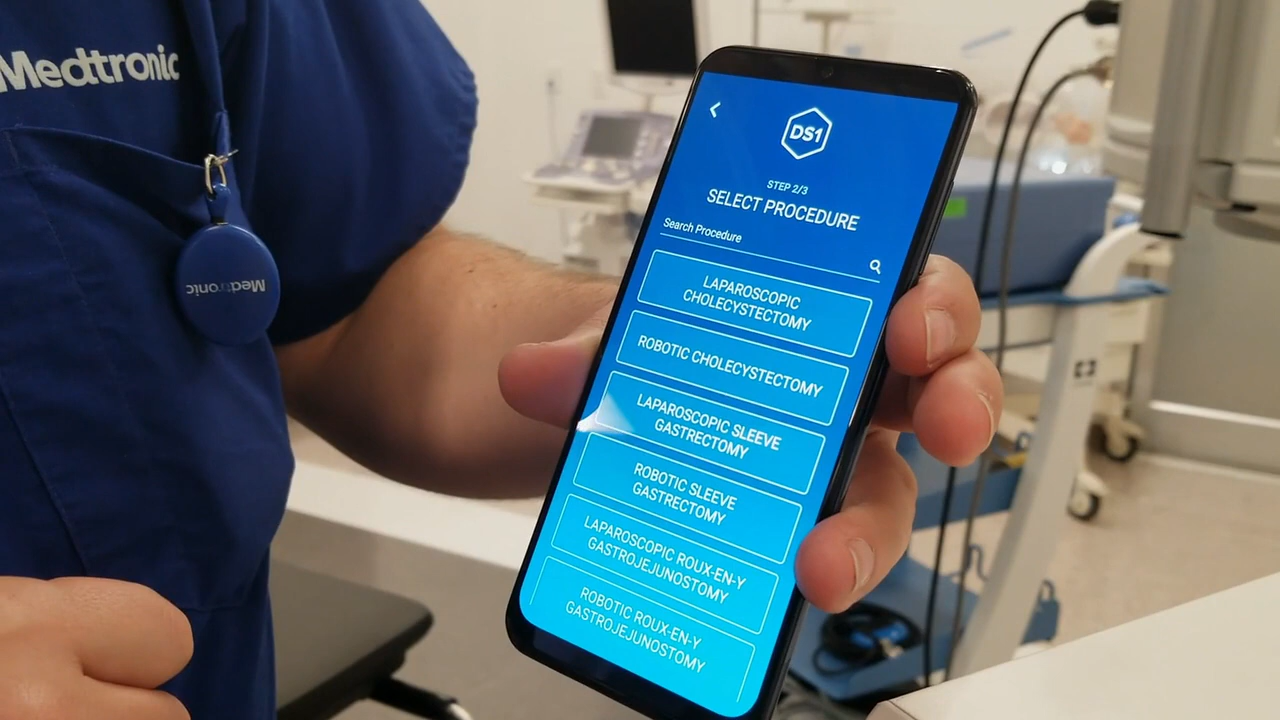 Medtronic
Medtronic
DS1
STEP 2/3
SELECT PROCEDURE
Search Procedure
LAPAROSCOPIC
CHOLECYSTECTOMY
ROBOTIC CHOLECYSTECTOMY
LAPAROSCOPIC SLEEVE
GASTRECTOMY
ROBOTIC SLEEVE
GASTRECTOMY
LAPAROSCOPIC ROUX-EN-Y
GASTROJEJUNOSTOMY
ROBOTIC ROUX-EN-Y
GASTROJEJUNOSTOMY